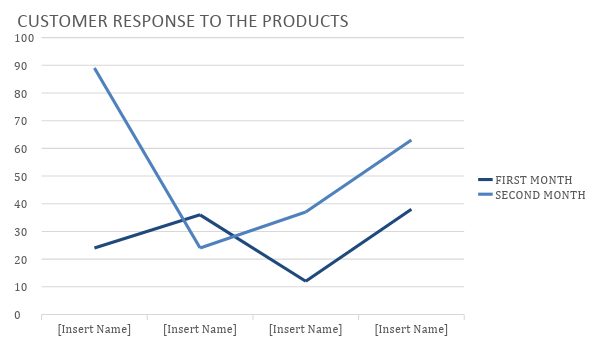 CUSTOMER RESPONSE TO THE PRODUCTS
100
90
80
70
60
50
40
30
20
10
0
FIRST MONTH
SECOND MONTH
[Insert Name] [Insert Name] [Insert Name] [Insert Name]